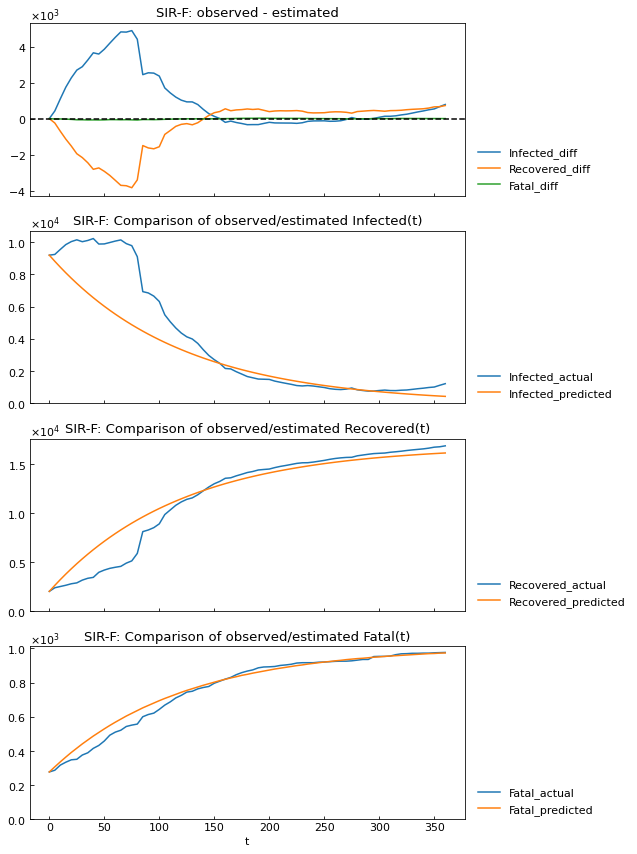 SIR-F: observed - estimated
×10³
4
2
0
−2
−4
Infected_diff
Recovered_diff
Fatal_diff
SIR-F: Comparison of observed/estimated Infected(t)
×10⁴
1.0
0.8
0.6
0.4
0.2
0.0
Infected_actual
Infected_predicted
SIR-F: Comparison of observed/estimated Recovered(t)
×10⁴
1.5
1.0
0.5
0.0
Recovered_actual
Recovered_predicted
SIR-F: Comparison of observed/estimated Fatal(t)
×10³
1.0
0.8
0.6
0.4
0.2
0.0
Fatal_actual
Fatal_predicted
0 50 100 150 200 250 300 350
t